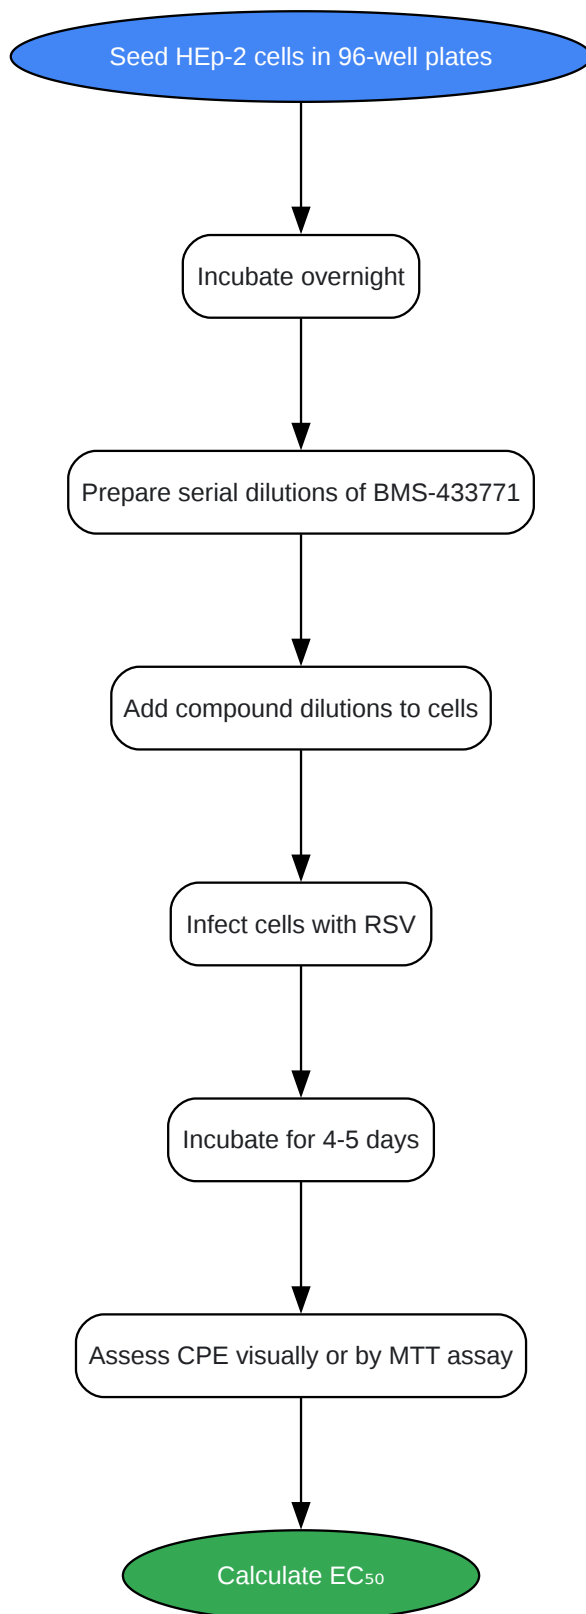 Seed HEp-2 cells in 96-well plates
Incubate overnight
Prepare serial dilutions of BMS-433771
Add compound dilutions to cells
Infect cells with RSV
Incubate for 4-5 days
Assess CPE visually or by MTT assay
Calculate EC₅₀